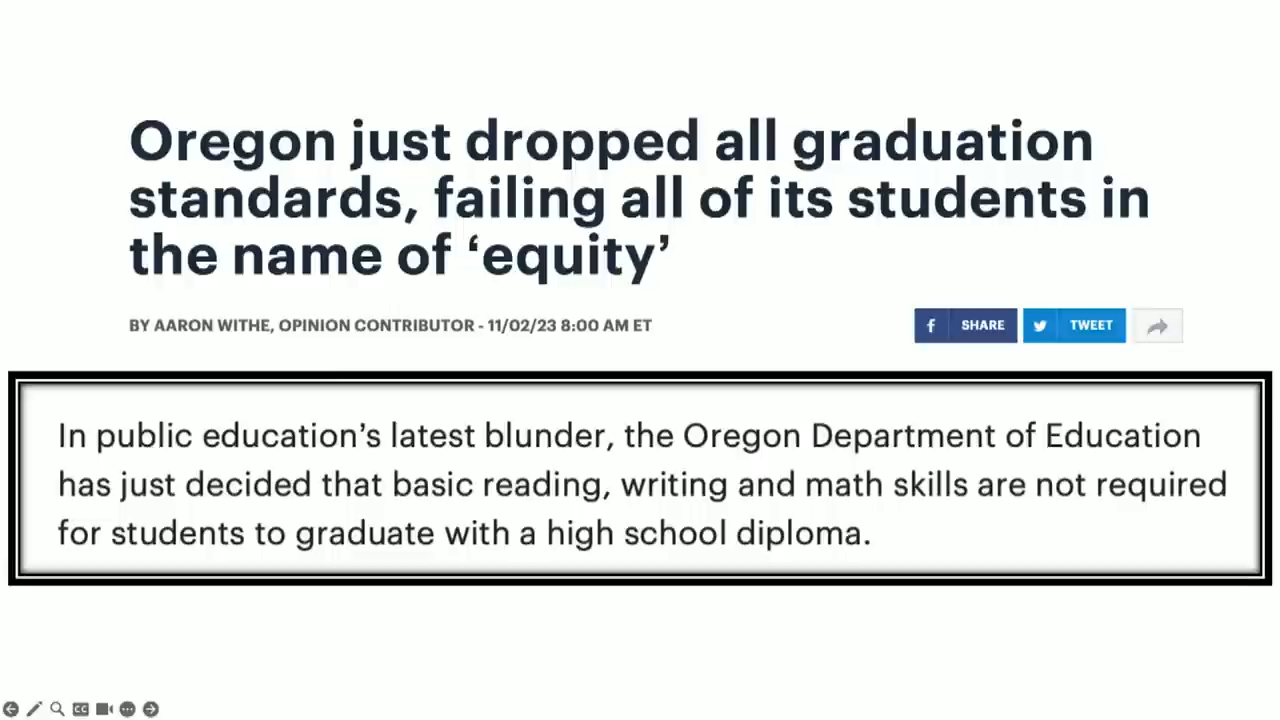 Oregon just dropped all graduation
standards, failing all of its students in
the name of ‘equity’
BY AARON WITHE, OPINION CONTRIBUTOR - 11/02/23 8:00 AM ET
SHARE
TWEET
In public education’s latest blunder, the Oregon Department of Education
has just decided that basic reading, writing and math skills are not required
for students to graduate with a high school diploma.
CC